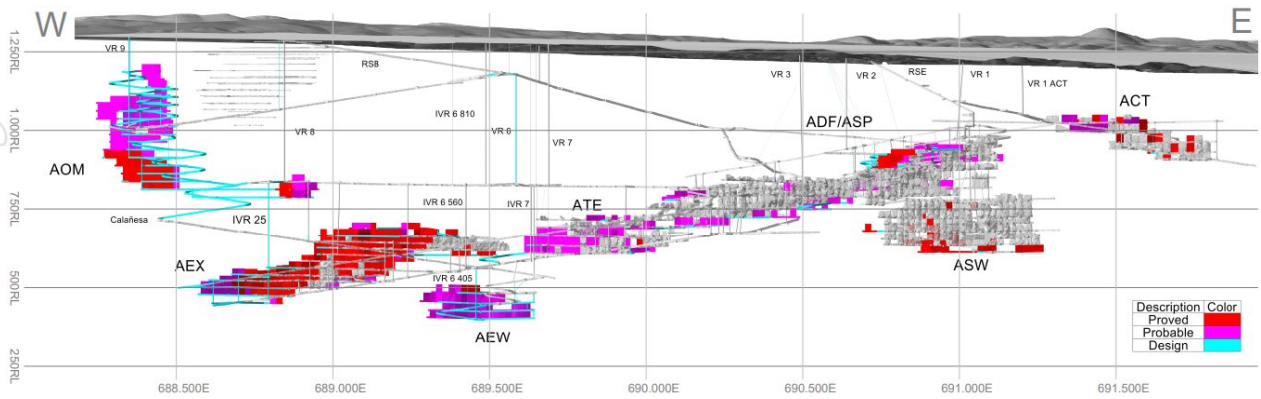 W
E
1.250RL
1.000RL
750RL
500RL
250RL
VR 9
RS8
VR 3
VR 2
RSE
VR 1
VR 1 ACT
ACT
IVR 6 810
ADF/ASP
VR 8
VR 6
VR 7
AOM
Calañesa
IVR 25
IVR 6 560
IVR 7
ATE
AEX
IVR 6 405
ASW
AEW
Description Color
Proved
Probable
Design
688.500E
689.000E
689.500E
690.000E
690.500E
691.000E
691.500E